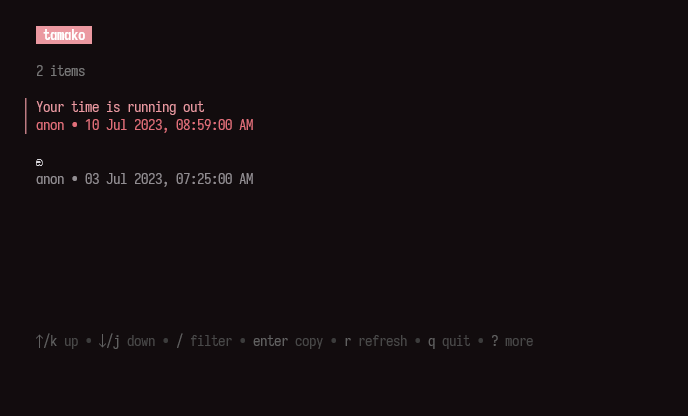 tamako
2 items
Your time is running out
anon • 10 Jul 2023, 08:59:00 AM
anon • 03 Jul 2023, 07:25:00 AM
↑/k up • ↓/j down • / filter • enter copy • r refresh • q quit • ? more